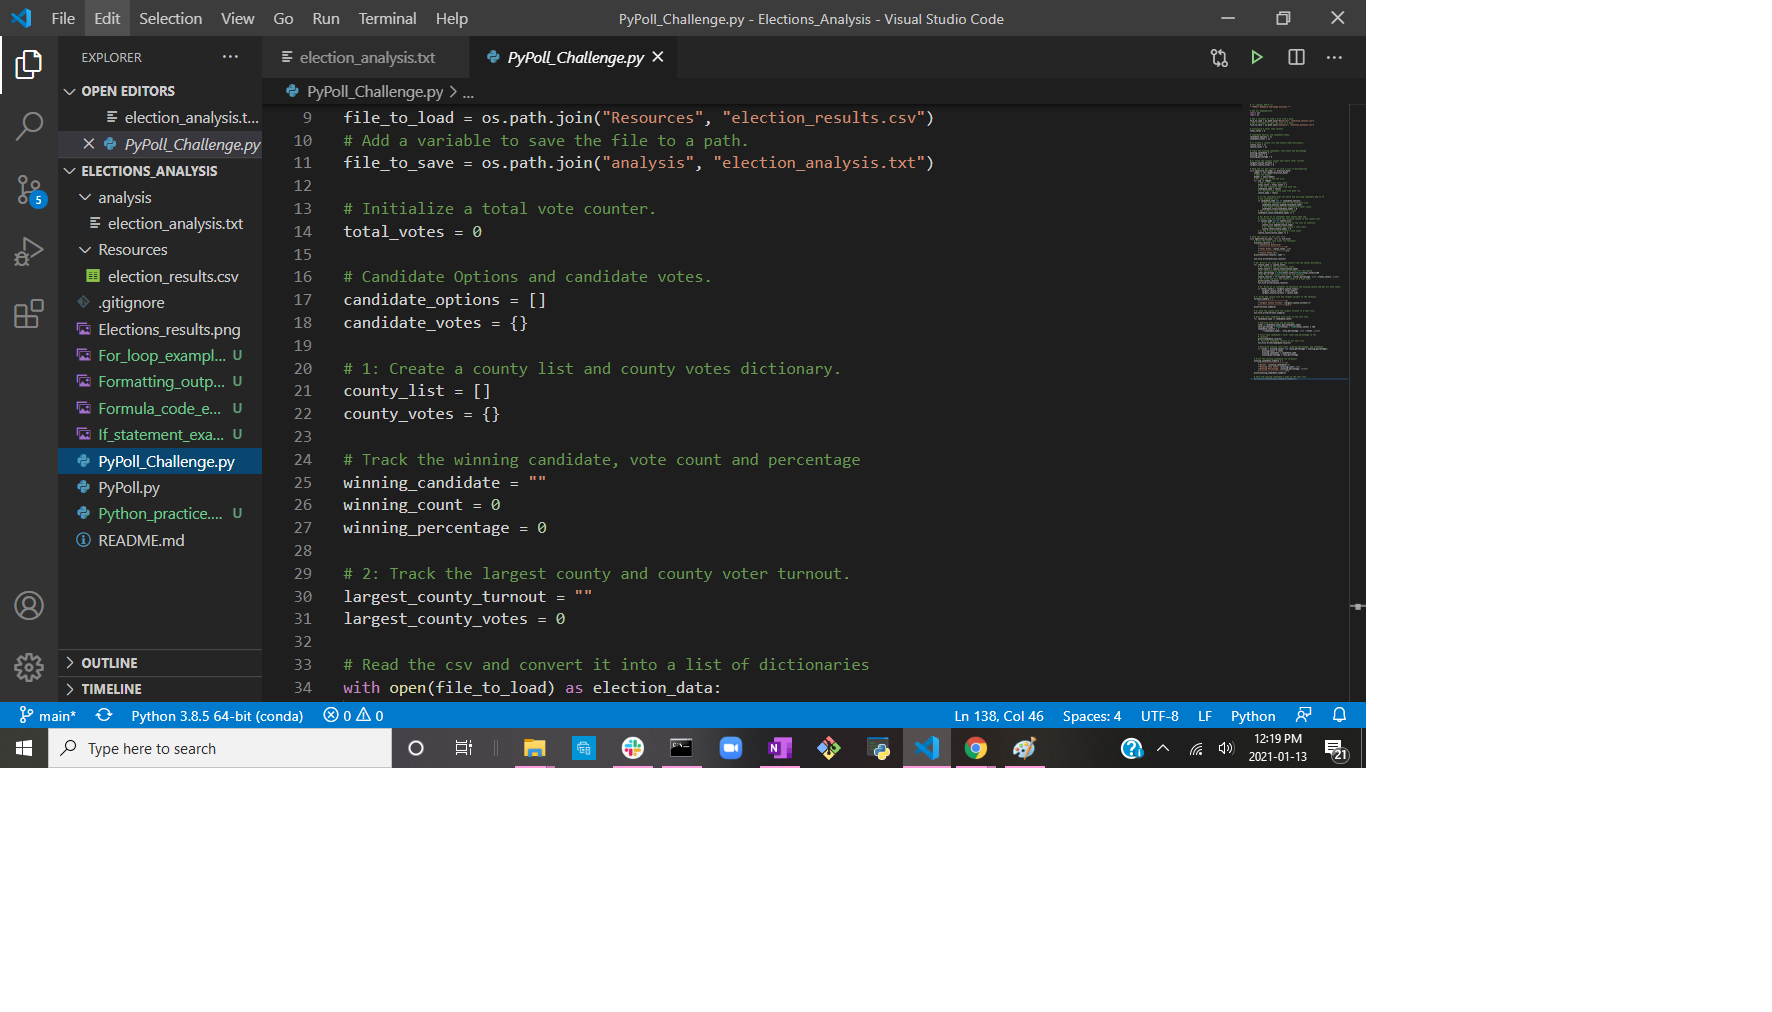 File Edit Selection View Go Run Terminal Help PyPoll_Challenge.py - Elections_Analysis - Visual Studio Code
EXPLORER
election_analysis.txt
PyPoll_Challenge.py
OPEN EDITORS
election_analysis.t...
PyPoll_Challenge.py
ELECTIONS_ANALYSIS
analysis
election_analysis.txt
Resources
election_results.csv
.gitignore
Elections_results.png
For_loop_exampl... U
Formatting_outp... U
Formula_code_e... U
If_statement_exa... U
PyPoll_Challenge.py
PyPoll.py
Python_practice.... U
README.md
OUTLINE
TIMELINE
5
PyPoll_Challenge.py > ...
9 file_to_load = os.path.join("Resources", "election_results.csv")
10 # Add a variable to save the file to a path.
11 file_to_save = os.path.join("analysis", "election_analysis.txt")
12
13 # Initialize a total vote counter.
14 total_votes = 0
15
16 # Candidate Options and candidate votes.
17 candidate_options = []
18 candidate_votes = {}
19
20 # 1: Create a county list and county votes dictionary.
21 county_list = []
22 county_votes = {}
23
24 # Track the winning candidate, vote count and percentage
25 winning_candidate = ""
26 winning_count = 0
27 winning_percentage = 0
28
29 # 2: Track the largest county and county voter turnout.
30 largest_county_turnout = ""
31 largest_county_votes = 0
32
33 # Read the csv and convert it into a list of dictionaries
34 with open(file_to_load) as election_data:
main* Python 3.8.5 64-bit (conda) 0 0 Ln 138, Col 46 Spaces: 4 UTF-8 LF Python
Type here to search
12:19 PM
2021-01-13
21